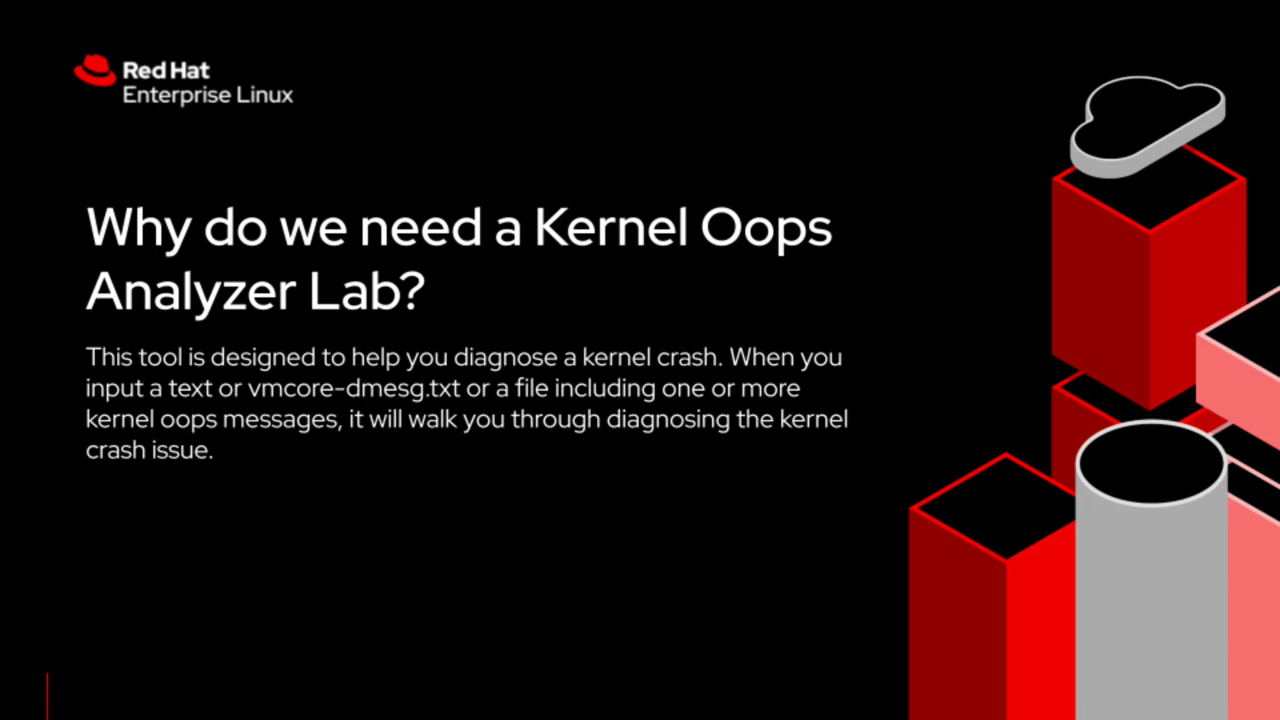 Red Hat
Enterprise Linux
Why do we need a Kernel Oops
Analyzer Lab?
This tool is designed to help you diagnose a kernel crash. When you
input a text or vmcore-dmesg.txt or a file including one or more
kernel oops messages, it will walk you through diagnosing the kernel
crash issue.